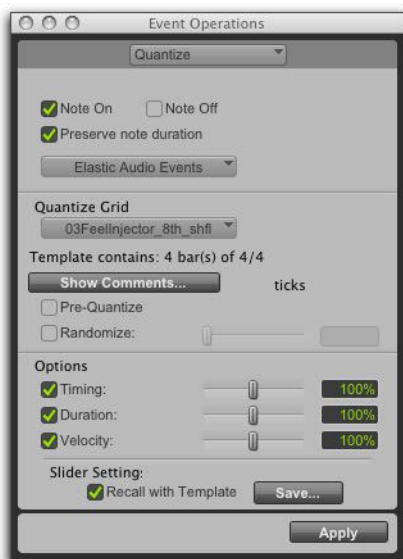 Event Operations
Quantize
Note On Note Off
Preserve note duration
Elastic Audio Events
Quantize Grid
03FeelInjector_8th_shfl
Template contains: 4 bar(s) of 4/4
Show Comments... ticks
Pre-Quantize
Randomize:
Options
Timing: 100%
Duration: 100%
Velocity: 100%
Slider Setting:
Recall with Template Save...
Apply